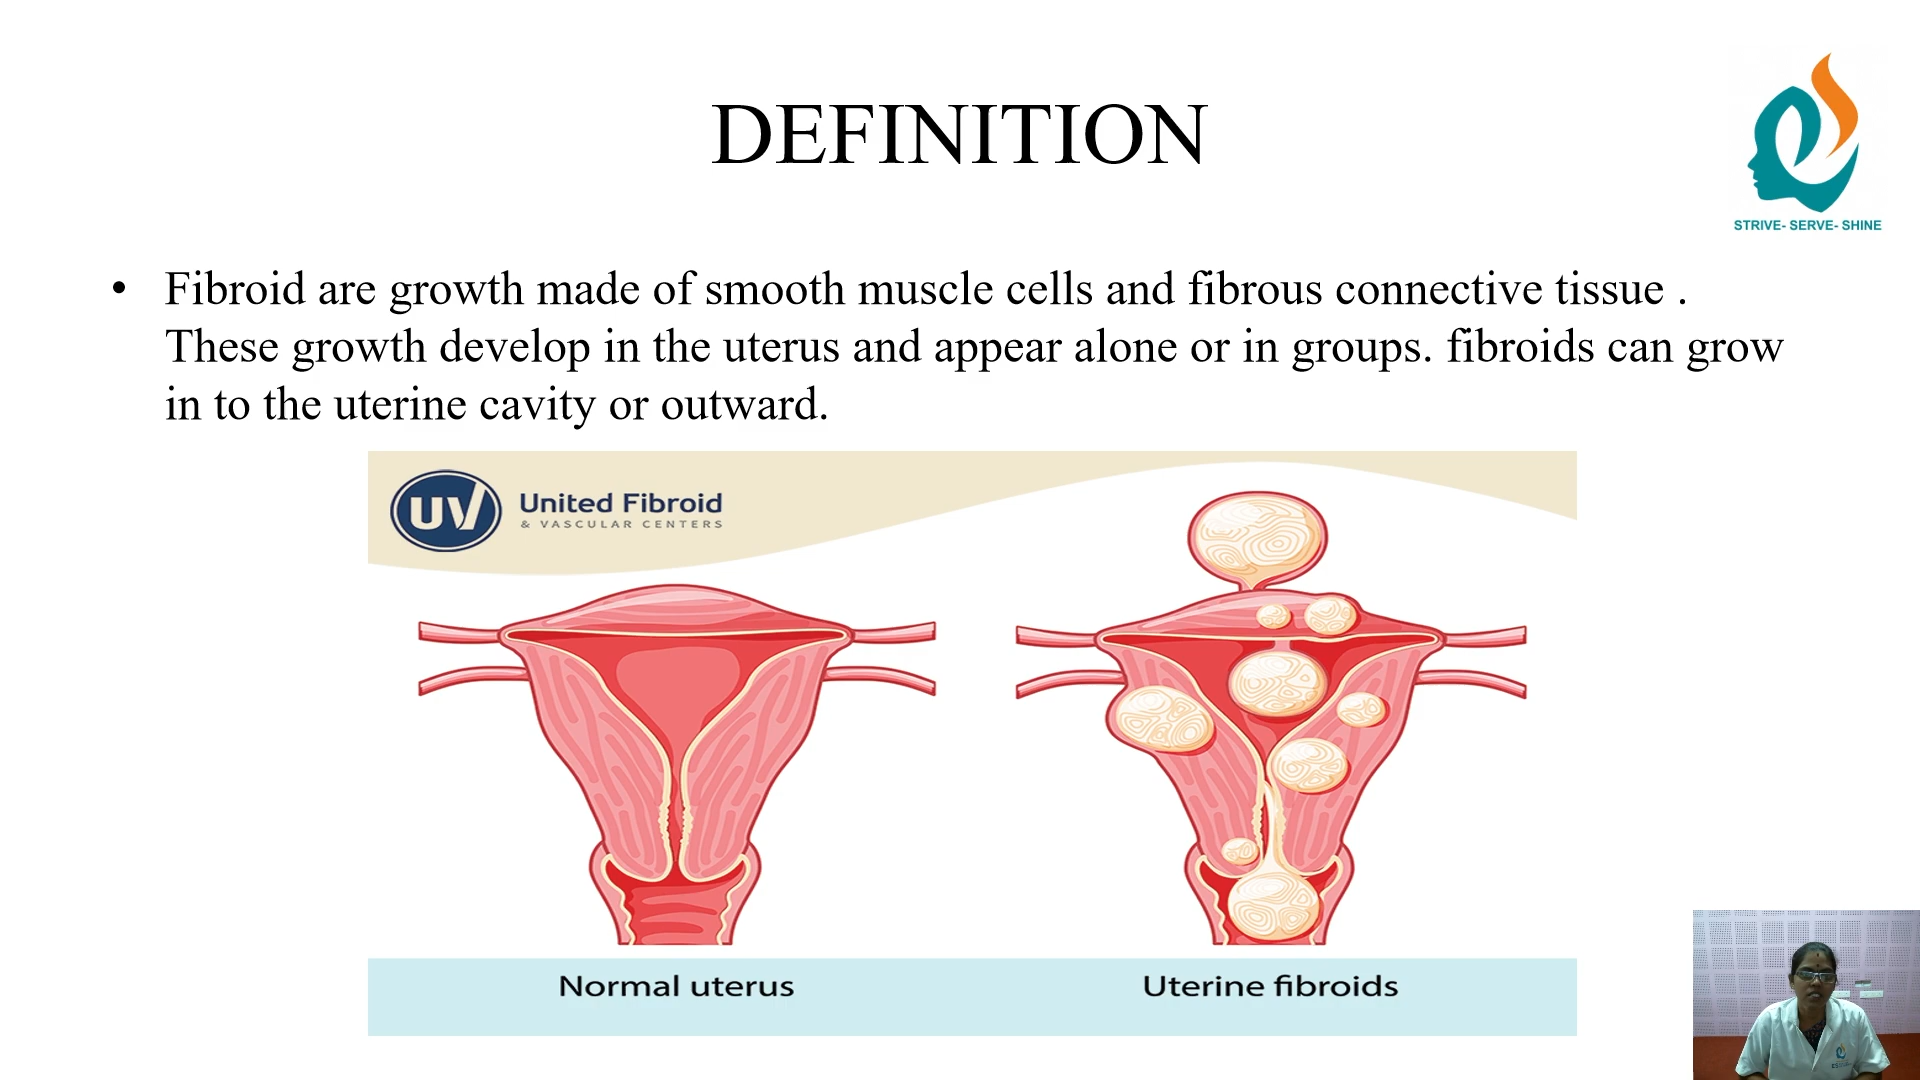 DEFINITION
STRIVE- SERVE- SHINE
• Fibroid are growth made of smooth muscle cells and fibrous connective tissue .
These growth develop in the uterus and appear alone or in groups. fibroids can grow
in to the uterine cavity or outward.
UV
United Fibroid
& VASCULAR CENTERS
Normal uterus
Uterine fibroids